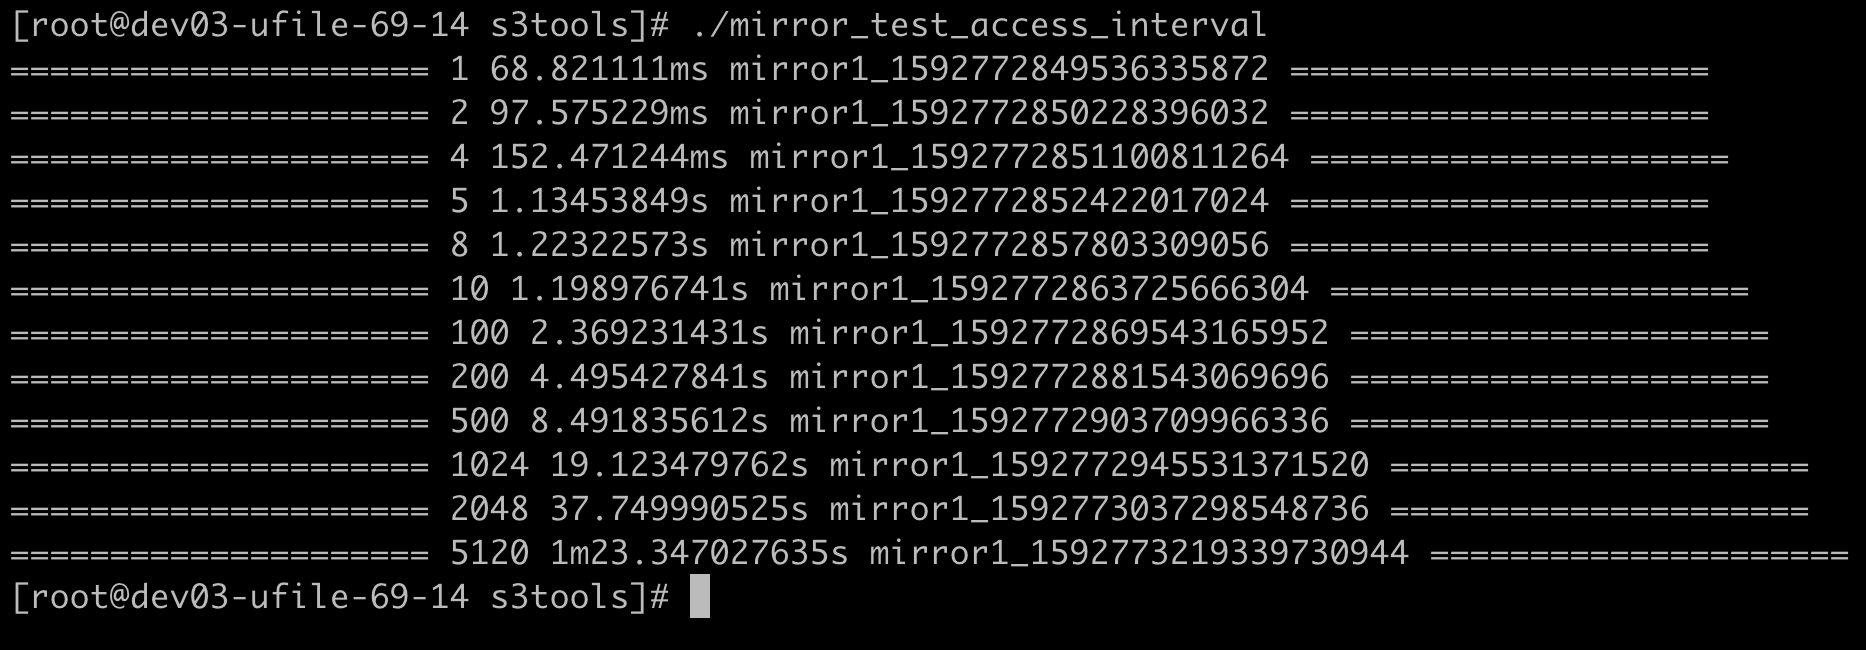 [root@dev03-ufile-69-14 s3tools]# ./mirror_test_access_interval
===================== 1 68.821111ms mirror1_1592772849536335872 =====================
===================== 2 97.575229ms mirror1_1592772850228396032 =====================
===================== 4 152.471244ms mirror1_1592772851100811264 =====================
===================== 5 1.13453849s mirror1_1592772852422017024 =====================
===================== 8 1.22322573s mirror1_1592772857803309056 =====================
===================== 10 1.198976741s mirror1_1592772863725666304 =====================
===================== 100 2.369231431s mirror1_1592772869543165952 =====================
===================== 200 4.495427841s mirror1_1592772881543069696 =====================
===================== 500 8.491835612s mirror1_1592772903709966336 =====================
===================== 1024 19.123479762s mirror1_1592772945531371520 =====================
===================== 2048 37.749990525s mirror1_1592773037298548736 =====================
===================== 5120 1m23.347027635s mirror1_1592773219339730944 =====================
[root@dev03-ufile-69-14 s3tools]#